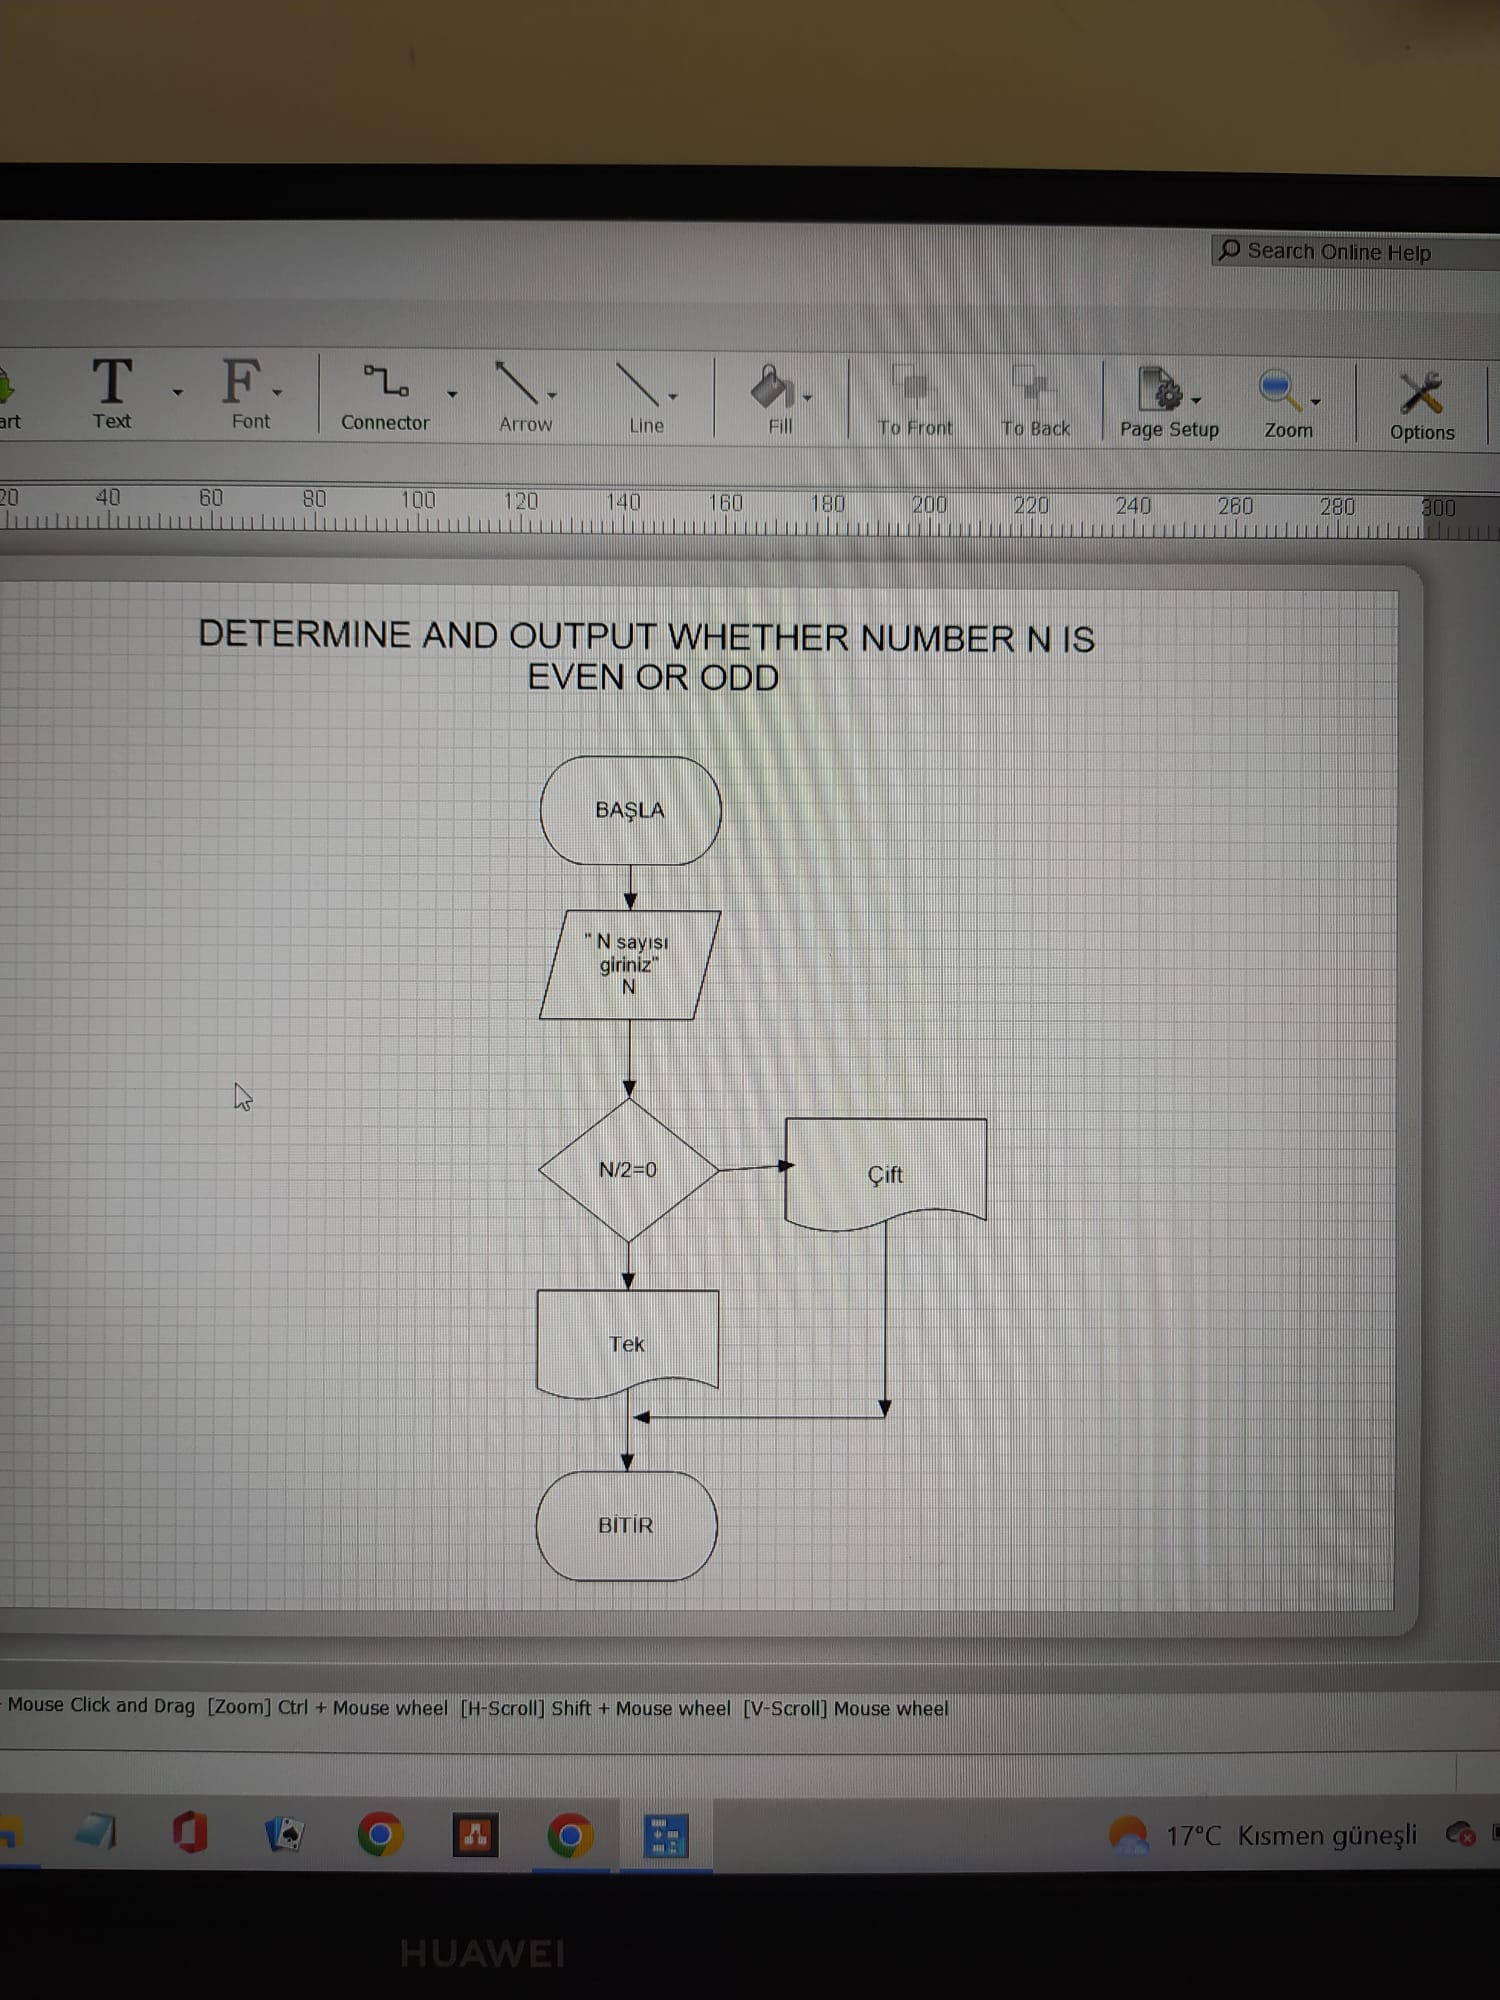 Search Online Help
art
Text
Font
Connector
Arrow
Line
Fill
To Front
To Back
Page Setup
Zoom
Options
20 40 60 80 100 120 140 160 180 200 220 240 260 280 300
DETERMINE AND OUTPUT WHETHER NUMBER N IS
EVEN OR ODD
BAŞLA
" N sayısı
giriniz"
N
N/2=0
Çift
Tek
BİTİR
Mouse Click and Drag [Zoom] Ctrl + Mouse wheel [H-Scroll] Shift + Mouse wheel [V-Scroll] Mouse wheel
17°C Kısmen güneşli
HUAWEI